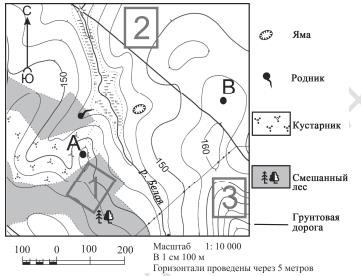 С
2
Ю
150
150
В
А
160
1
р. Белая
3
Яма
Родник
Кустарник
Смешанный
лес
Грунтовая
дорога
100 0 100 200
Масштаб 1: 10 000
В 1 см 100 м
Горизонтали проведены через 5 метров